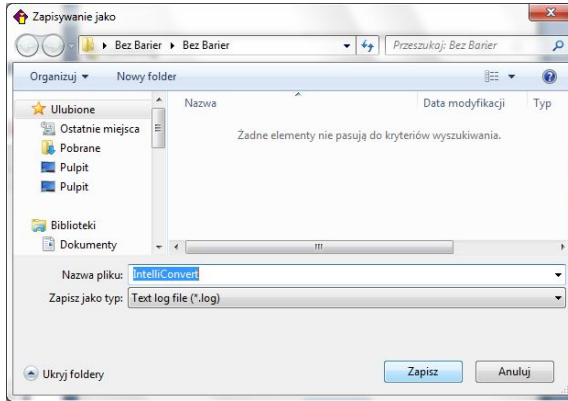 Zapisywanie jako
Bez Barier Bez Barier Przeszukaj: Bez Barier
Organizuj Nowy folder
Ulubione
Ostatnie miejsca
Pobrane
Pulpit
Pulpit
Biblioteki
Dokumenty
Nazwa Data modyfikacji Typ
Żadne elementy nie pasują do kryteriów wyszukiwania.
Nazwa pliku: IntelliConvert
Zapisz jako typ: Text log file (*.log)
Ukryj foldery Zapisz Anuluj